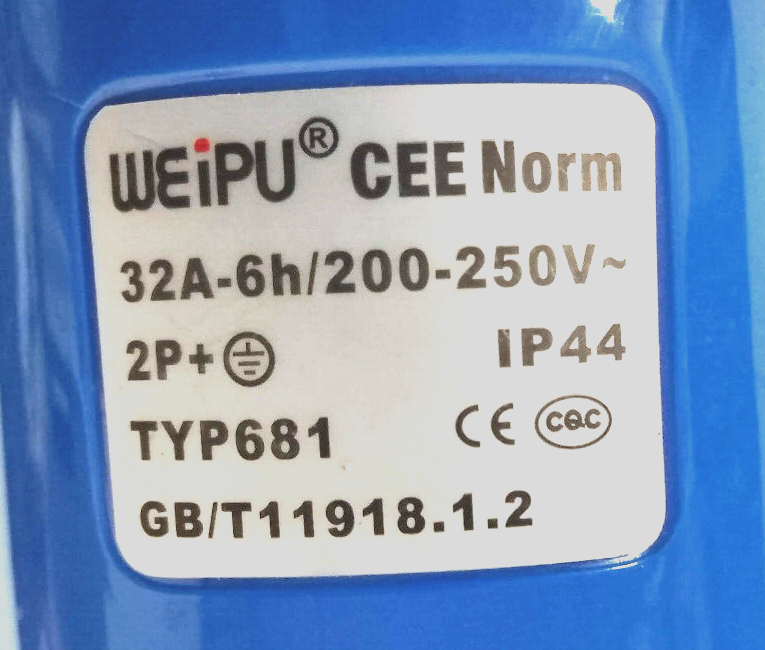 WEiPU® CEE Norm
32A-6h/200-250V~
2P+⏚ IP44
TYP681 CE CQC
GB/T11918.1.2